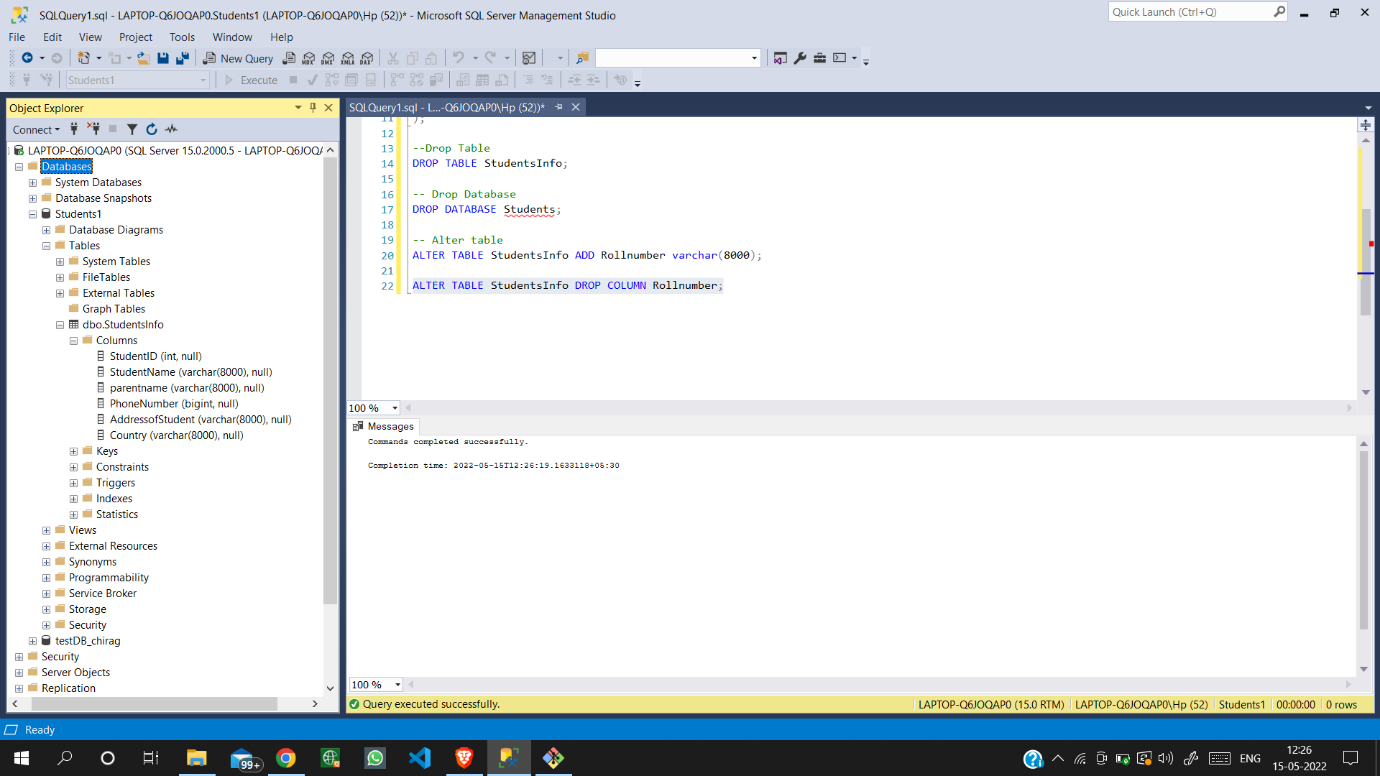 SQLQuery1.sql - LAPTOP-Q6JOQAP0.Students1 (LAPTOP-Q6JOQAP0\Hp (52))* - Microsoft SQL Server Management Studio
Quick Launch (Ctrl+Q)
File Edit View Project Tools Window Help
New Query
MDX DMX XMLA DAX
Students1 Execute
Object Explorer
Connect
LAPTOP-Q6JOQAP0 (SQL Server 15.0.2000.5 - LAPTOP-Q6JOQA
Databases
System Databases
Database Snapshots
Students1
Database Diagrams
Tables
System Tables
FileTables
External Tables
Graph Tables
dbo.StudentsInfo
Columns
StudentID (int, null)
StudentName (varchar(8000), null)
parentname (varchar(8000), null)
PhoneNumber (bigint, null)
AddressofStudent (varchar(8000), null)
Country (varchar(8000), null)
Keys
Constraints
Triggers
Indexes
Statistics
Views
External Resources
Synonyms
Programmability
Service Broker
Storage
Security
testDB_chirag
Security
Server Objects
Replication
SQLQuery1.sql - L...-Q6JOQAP0\Hp (52))*
11 );
12
13 --Drop Table
14 DROP TABLE StudentsInfo;
15
16 -- Drop Database
17 DROP DATABASE Students;
18
19 -- Alter table
20 ALTER TABLE StudentsInfo ADD Rollnumber varchar(8000);
21
22 ALTER TABLE StudentsInfo DROP COLUMN Rollnumber;
100 %
Messages
Commands completed successfully.
Completion time: 2022-05-15T12:26:19.1633118+05:30
100 %
Query executed successfully. LAPTOP-Q6JOQAP0 (15.0 RTM) LAPTOP-Q6JOQAP0\Hp (52) Students1 00:00:00 0 rows
Ready
99+
ENG
12:26
15-05-2022